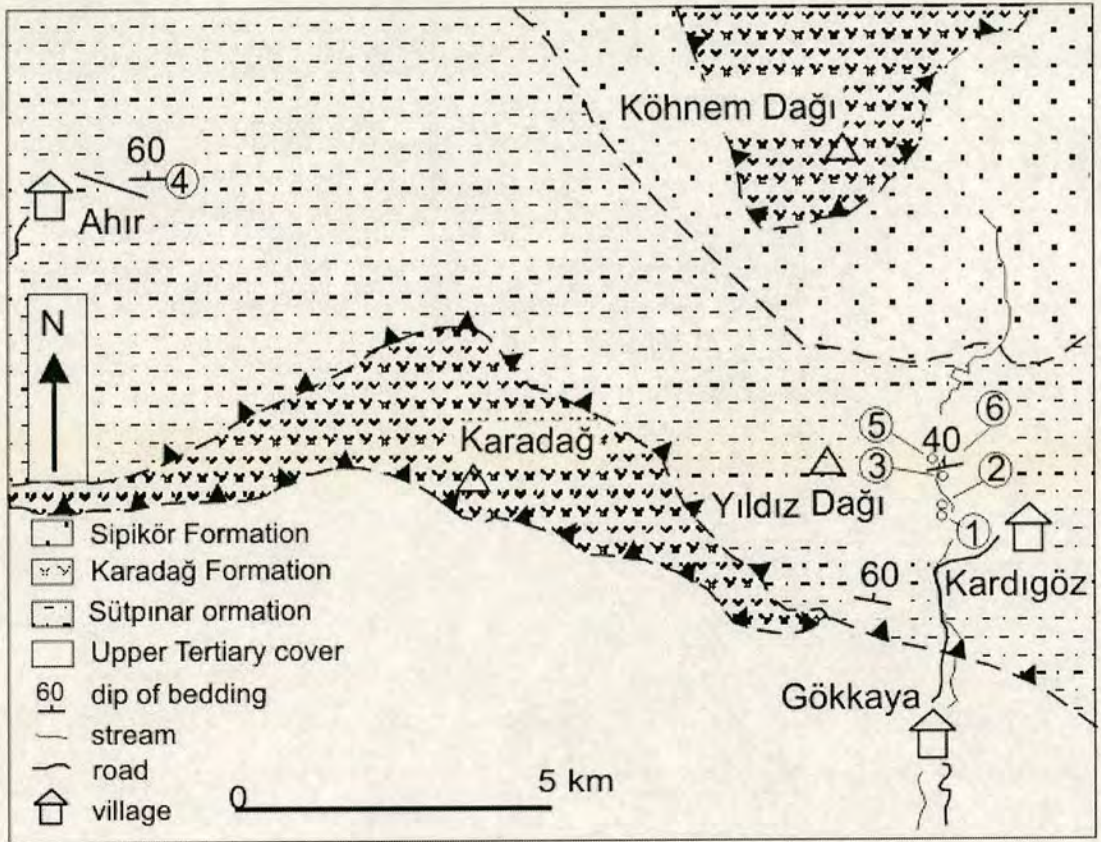 Köhnem Dağı
60
4
Ahır
N
Karadağ
5
40
6
3
2
Yıldız Dağı
1
Kardıgöz
60
Gökkaya
Sipikör Formation
Karadağ Formation
Sütpınar ormation
Upper Tertiary cover
60 dip of bedding
stream
road
village
0 5 km